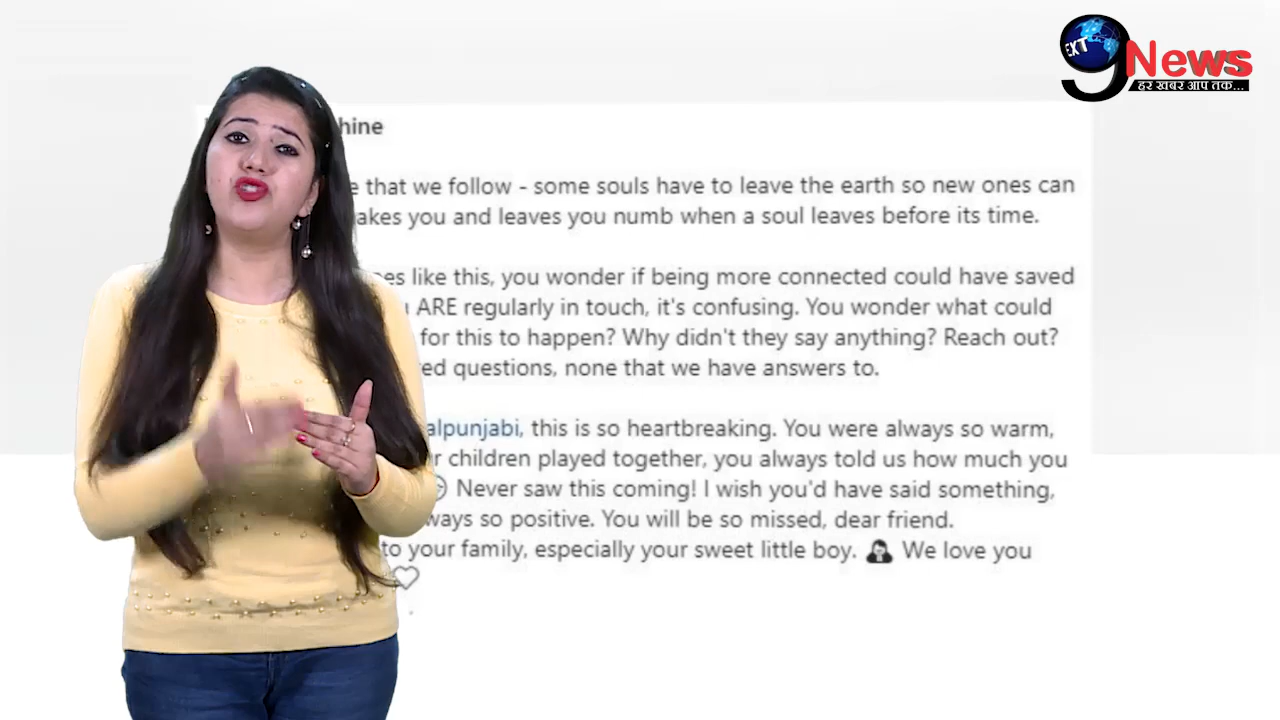 EXT
9 News
हर खबर आप तक...
hine
that we follow - some souls have to leave the earth so new ones can
akes you and leaves you numb when a soul leaves before its time.
es like this, you wonder if being more connected could have saved
ARE regularly in touch, it's confusing. You wonder what could
for this to happen? Why didn't they say anything? Reach out?
red questions, none that we have answers to.
alpunjabi, this is so heartbreaking. You were always so warm,
r children played together, you always told us how much you
Never saw this coming! I wish you'd have said something,
ways so positive. You will be so missed, dear friend.
to your family, especially your sweet little boy. We love you